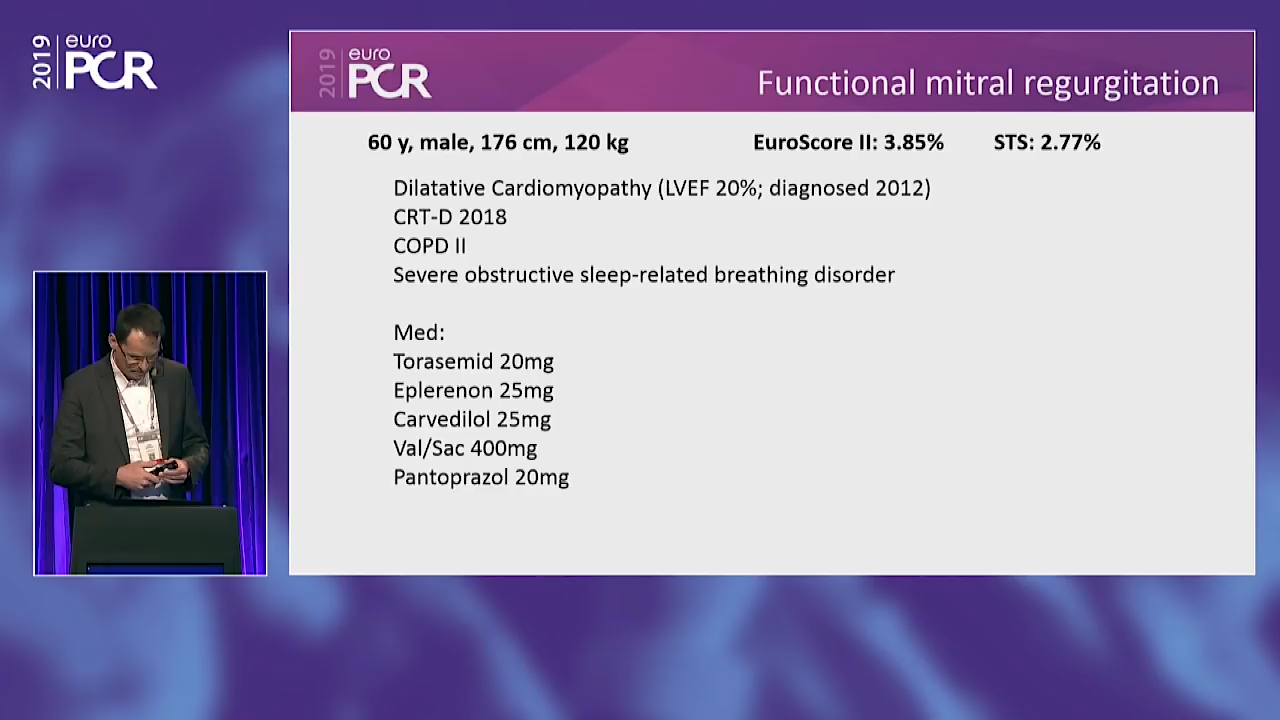 2019 euro PCR
2019 euro PCR
Functional mitral regurgitation
60 y, male, 176 cm, 120 kg EuroScore II: 3.85% STS: 2.77%
Dilatative Cardiomyopathy (LVEF 20%; diagnosed 2012)
CRT-D 2018
COPD II
Severe obstructive sleep-related breathing disorder
Med:
Torasemid 20mg
Eplerenon 25mg
Carvedilol 25mg
Val/Sac 400mg
Pantoprazol 20mg